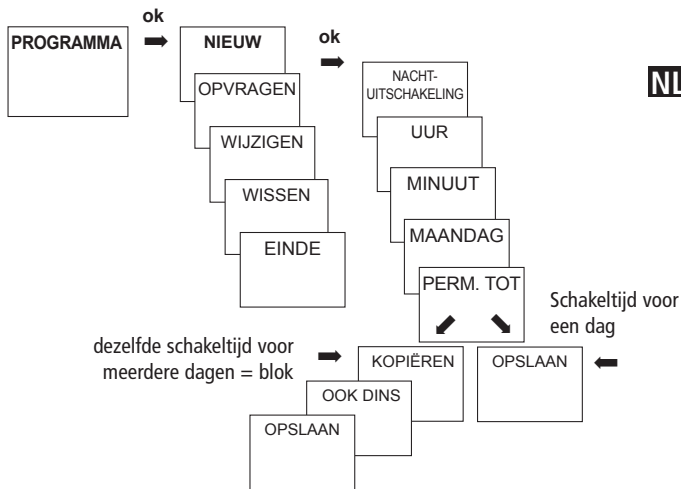 ok
PROGRAMMA
NIEUW
ok
OPVRAGEN
WIJZIGEN
WISSEN
EINDE
NACHT-
UITSCHAKELING
NL
UUR
MINUUT
MAANDAG
PERM. TOT
Schakeltijd voor
een dag
dezelfde schakeltijd voor
meerdere dagen = blok
KOPIËREN
OPSLAAN
OOK DINS
OPSLAAN